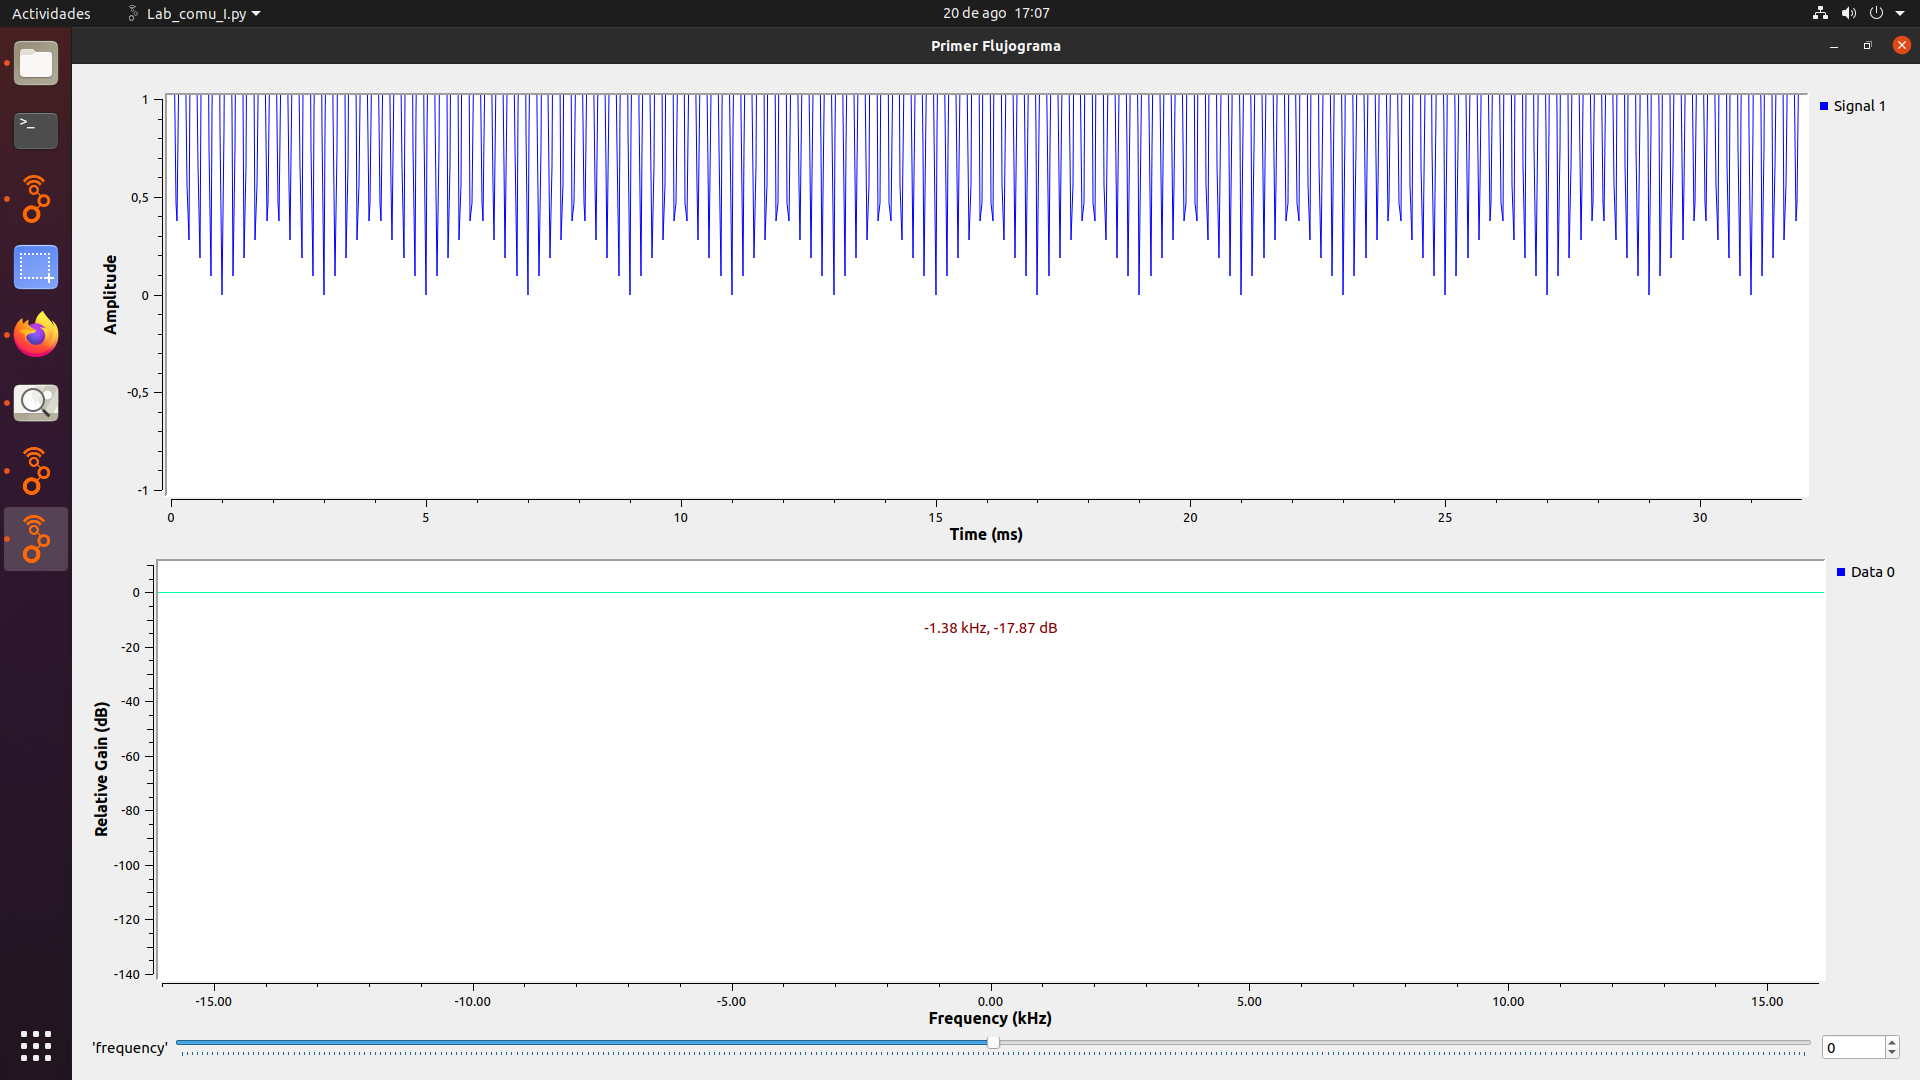 Actividades Lab_comu_I.py 20 de ago 17:07
Primer Flujograma
1
0,5
0
-0,5
-1
Amplitude
Signal 1
0 5 10 15 20 25 30
Time (ms)
0
-20
-40
-60
-80
-100
-120
-140
Relative Gain (dB)
-1.38 kHz, -17.87 dB
Data 0
-15.00 -10.00 -5.00 0.00 5.00 10.00 15.00
Frequency (kHz)
'frequency' 0